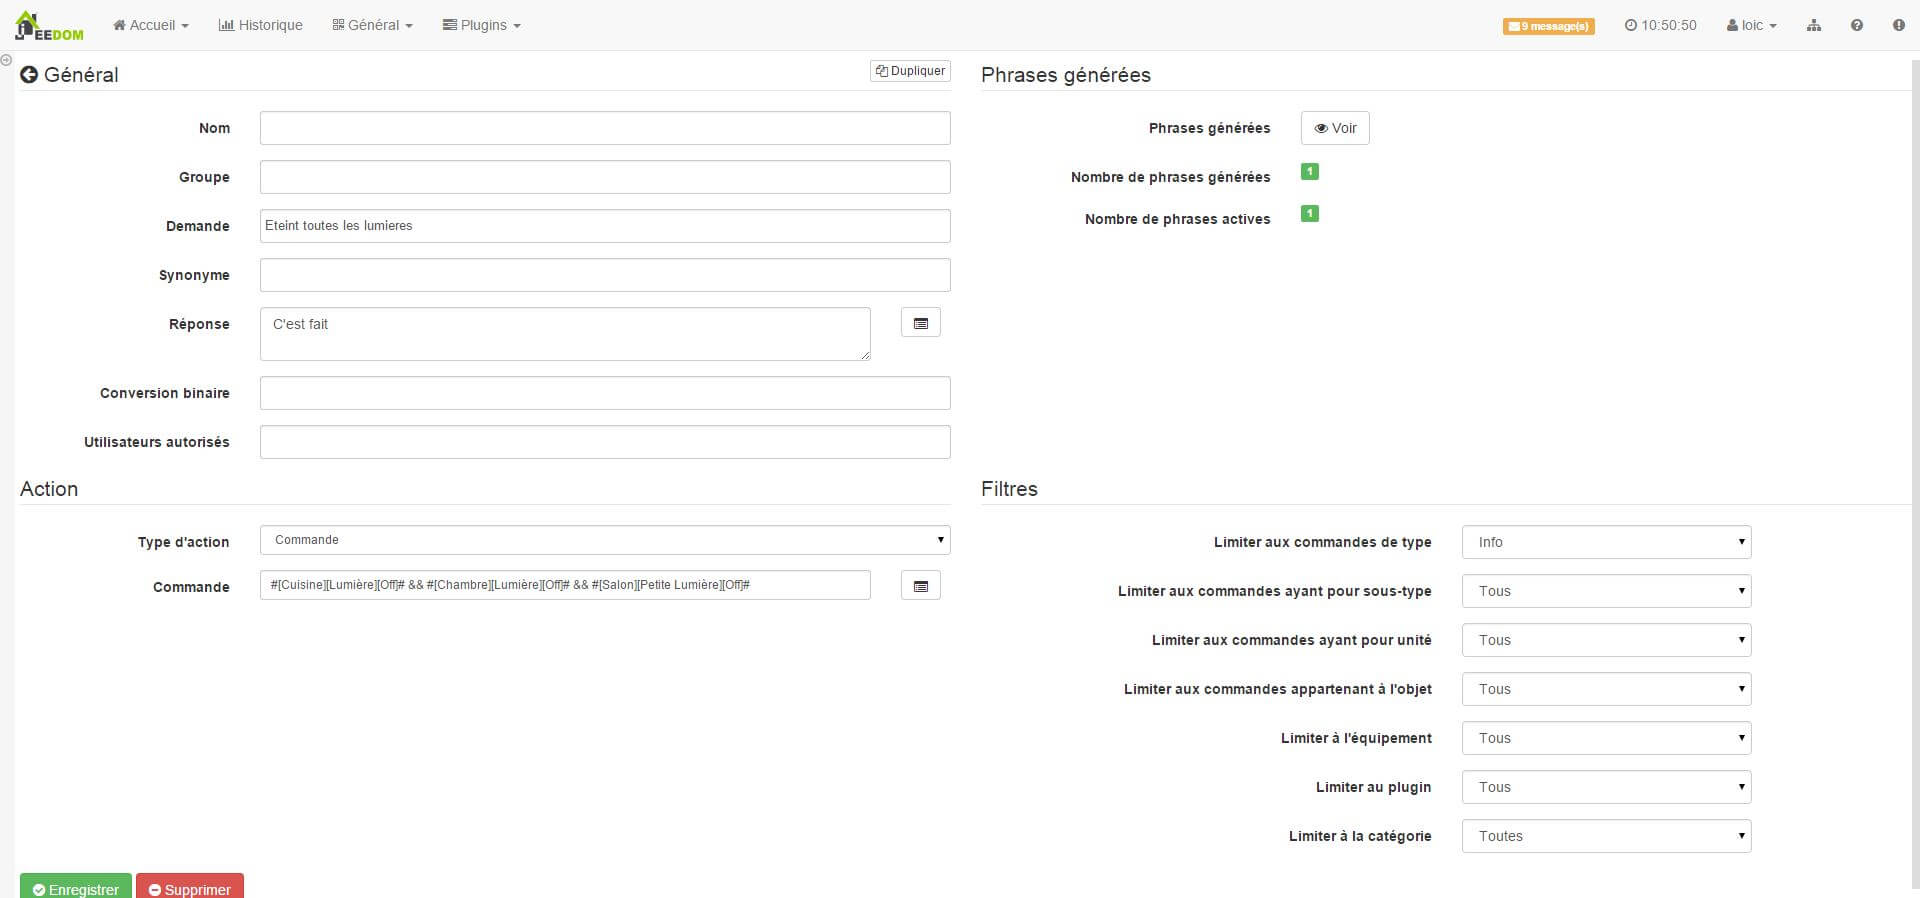 jEEDOM Accueil Historique Général Plugins 9 message(s) 10:50:50 loic
Général Dupliquer
Nom
Groupe
Demande Eteint toutes les lumieres
Synonyme
Réponse C'est fait
Conversion binaire
Utilisateurs autorisés
Phrases générées
Phrases générées Voir
Nombre de phrases générées 1
Nombre de phrases actives 1
Action
Type d'action Commande
Commande #[Cuisine][Lumière][Off]# && #[Chambre][Lumière][Off]# && #[Salon][Petite Lumière][Off]#
Filtres
Limiter aux commandes de type Info
Limiter aux commandes ayant pour sous-type Tous
Limiter aux commandes ayant pour unité Tous
Limiter aux commandes appartenant à l'objet Tous
Limiter à l'équipement Tous
Limiter au plugin Tous
Limiter à la catégorie Toutes
Enregistrer Supprimer